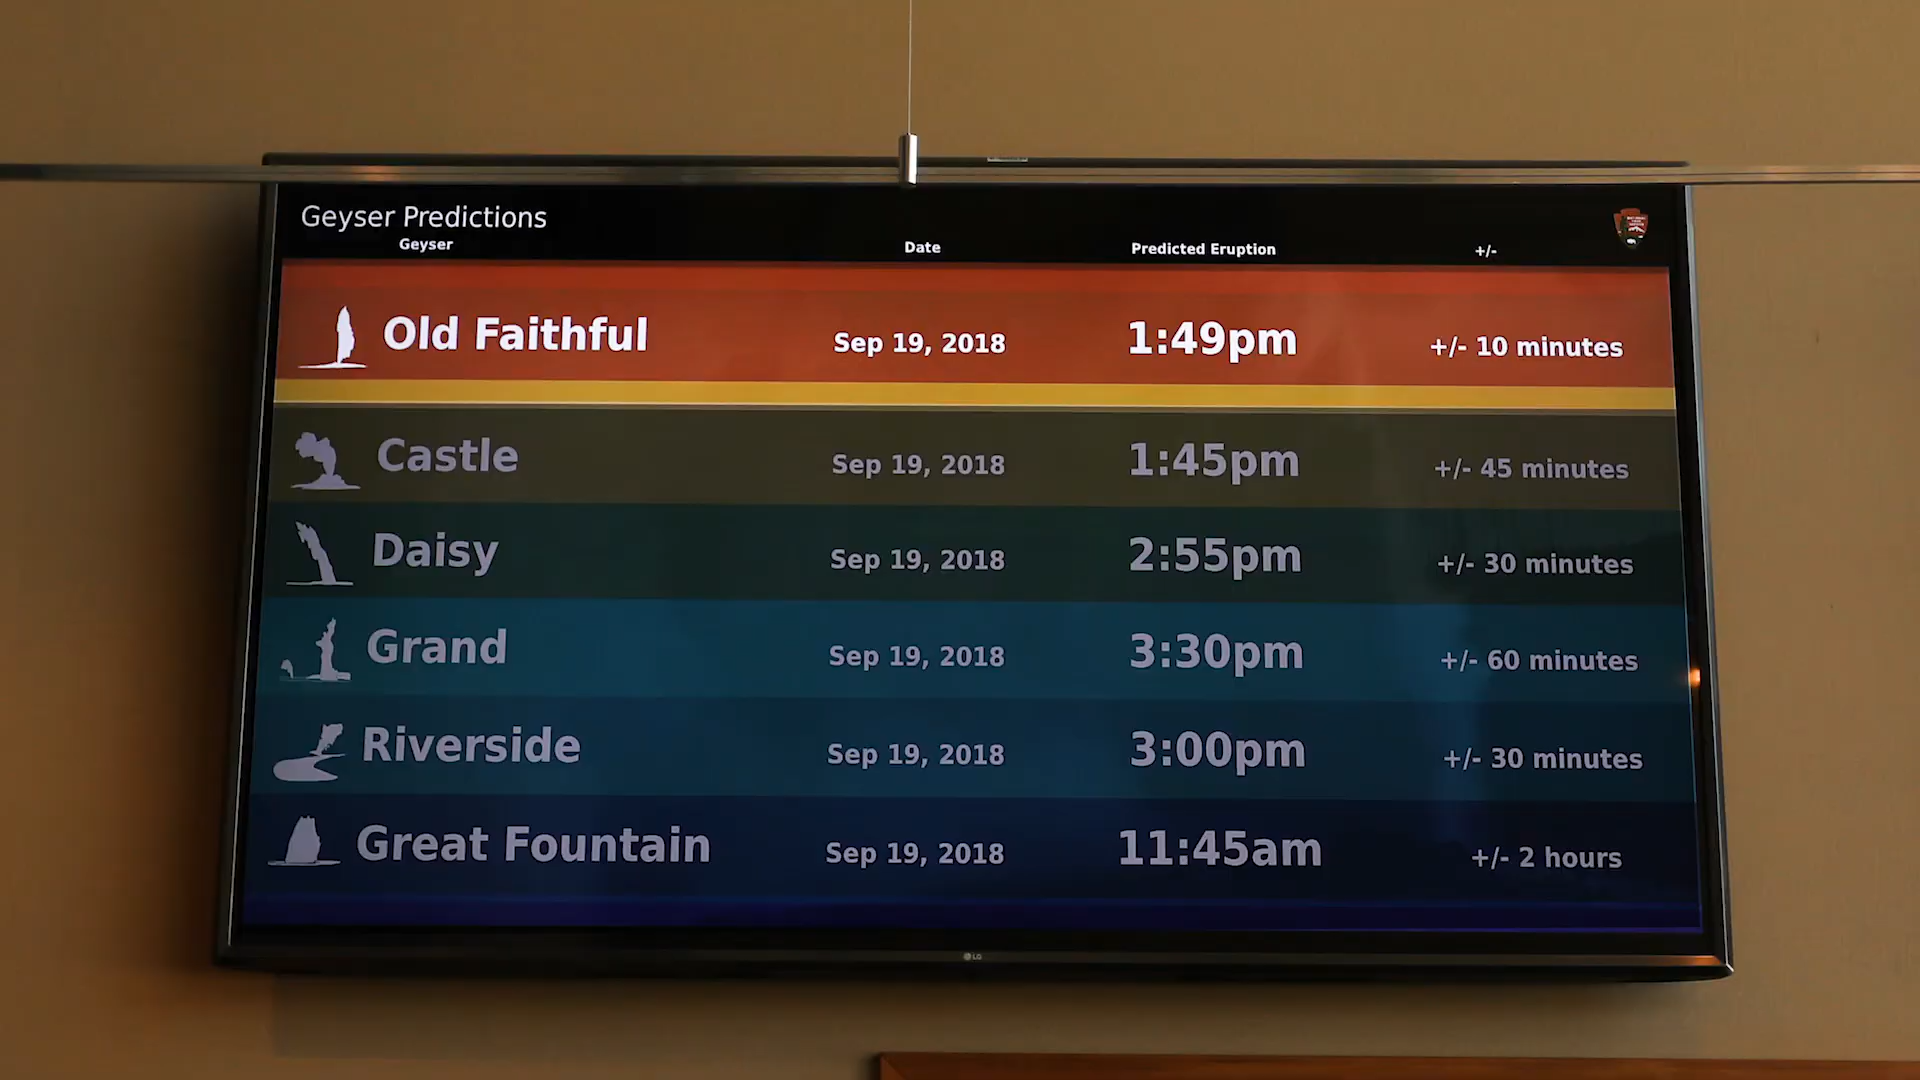 Geyser Predictions
Geyser Date Predicted Eruption +/-
Old Faithful Sep 19, 2018 1:49pm +/- 10 minutes
Castle Sep 19, 2018 1:45pm +/- 45 minutes
Daisy Sep 19, 2018 2:55pm +/- 30 minutes
Grand Sep 19, 2018 3:30pm +/- 60 minutes
Riverside Sep 19, 2018 3:00pm +/- 30 minutes
Great Fountain Sep 19, 2018 11:45am +/- 2 hours
LG